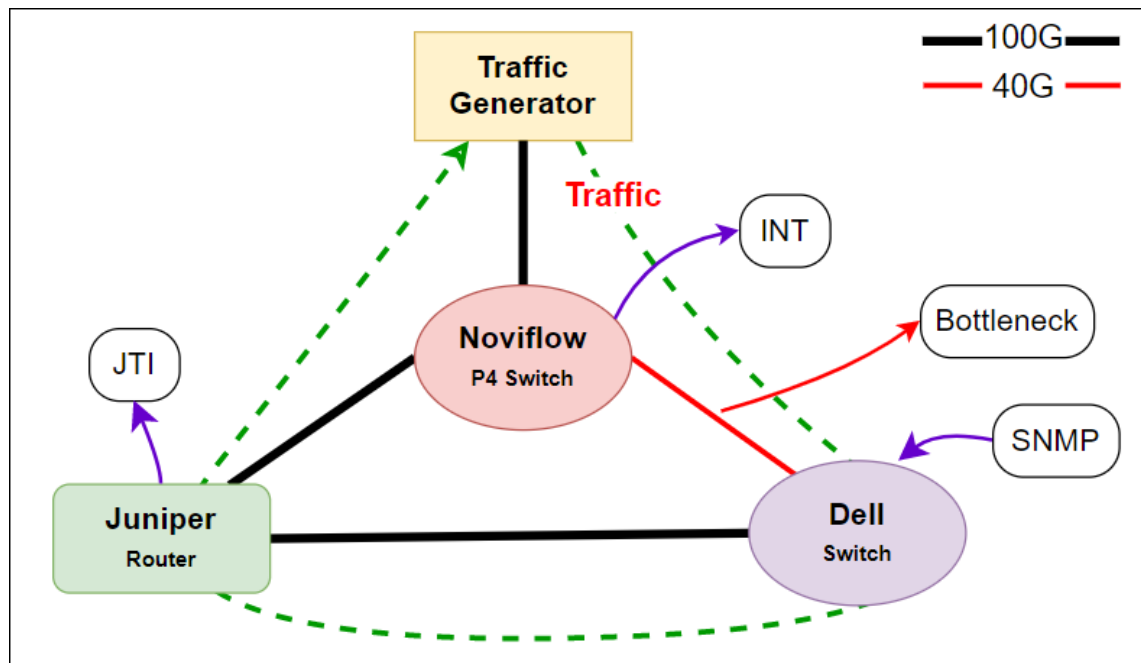 100G
40G
Traffic
Generator
Traffic
INT
Bottleneck
Noviflow
P4 Switch
JTI
SNMP
Juniper
Router
Dell
Switch